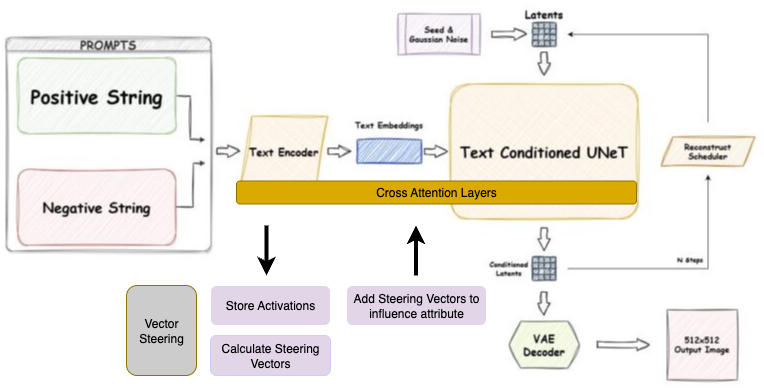 PROMPTS
Positive String
Negative String
Text Encoder
Text Embeddings
Seed &
Gaussian Noise
Latents
Text Conditioned UNeT
Reconstruct
Scheduler
Cross Attention Layers
Conditioned
Latents
N Steps
Vector
Steering
Store Activations
Calculate Steering
Vectors
Add Steering Vectors to
influence attribute
VAE
Decoder
512x512
Output Image